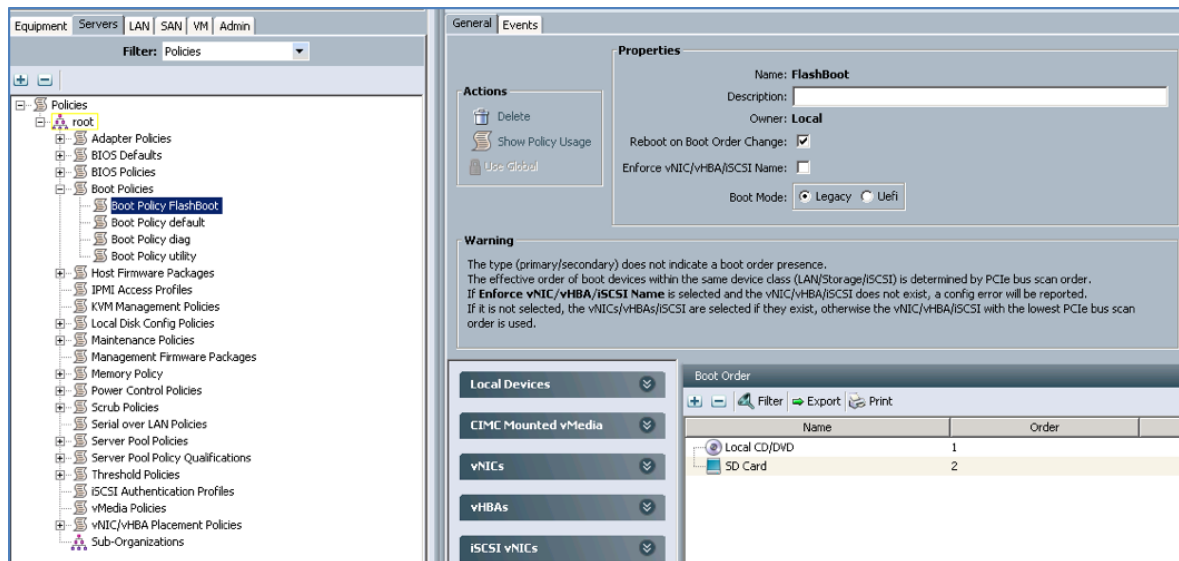 Equipment Servers LAN SAN VM Admin
Filter: Policies
Policies
root
Adapter Policies
BIOS Defaults
BIOS Policies
Boot Policies
Boot Policy FlashBoot
Boot Policy default
Boot Policy diag
Boot Policy utility
Host Firmware Packages
IPMI Access Profiles
KVM Management Policies
Local Disk Config Policies
Maintenance Policies
Management Firmware Packages
Memory Policy
Power Control Policies
Scrub Policies
Serial over LAN Policies
Server Pool Policies
Server Pool Policy Qualifications
Threshold Policies
iSCSI Authentication Profiles
vMedia Policies
vNIC/vHBA Placement Policies
Sub-Organizations
General Events
Actions
Delete
Show Policy Usage
Use Global
Properties
Name: FlashBoot
Description:
Owner: Local
Reboot on Boot Order Change:
Enforce vNIC/vHBA/iSCSI Name:
Boot Mode: Legacy Uefi
Warning
The type (primary/secondary) does not indicate a boot order presence.
The effective order of boot devices within the same device class (LAN/Storage/iSCSI) is determined by PCIe bus scan order.
If Enforce vNIC/vHBA/iSCSI Name is selected and the vNIC/vHBA/iSCSI does not exist, a config error will be reported.
If it is not selected, the vNICs/vHBAs/iSCSI are selected if they exist, otherwise the vNIC/vHBA/iSCSI with the lowest PCIe bus scan
order is used.
Local Devices
CIMC Mounted vMedia
vNICs
vHBAs
iSCSI vNICs
Boot Order
Filter Export Print
Name Order
Local CD/DVD 1
SD Card 2